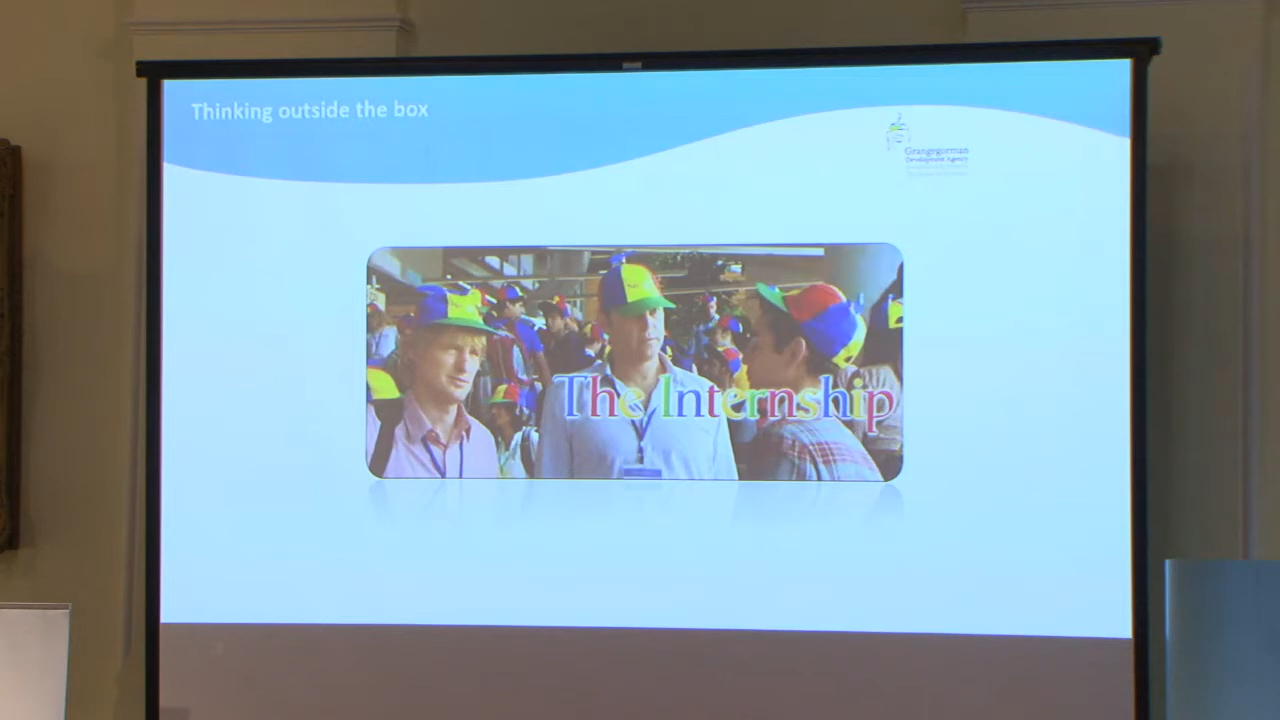 Thinking outside the box
Grangegorman
Development Agency
The Internship